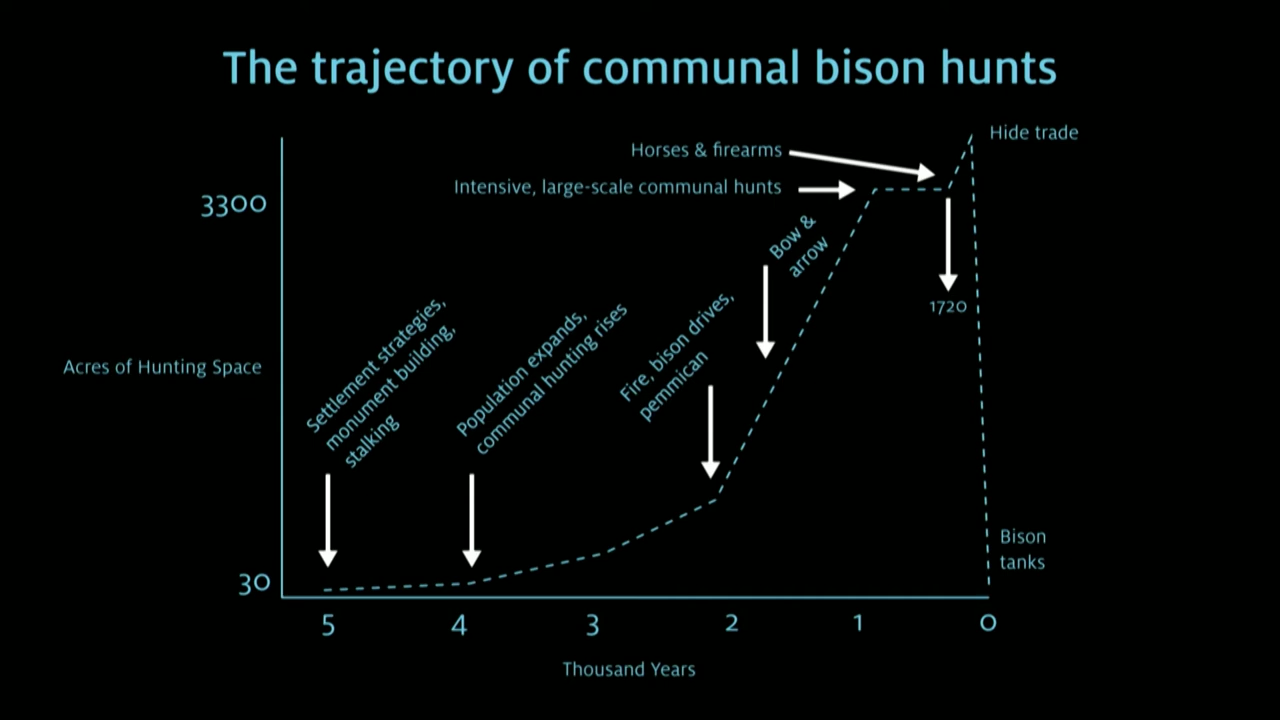 The trajectory of communal bison hunts
Hide trade
Horses & firearms
Intensive, large-scale communal hunts
3300
Bow &
arrow
Fire, bison drives,
pemmican
1720
Settlement strategies,
monument building,
stalking
Population expands,
communal hunting rises
Acres of Hunting Space
Bison
tanks
30
5 4 3 2 1 0
Thousand Years